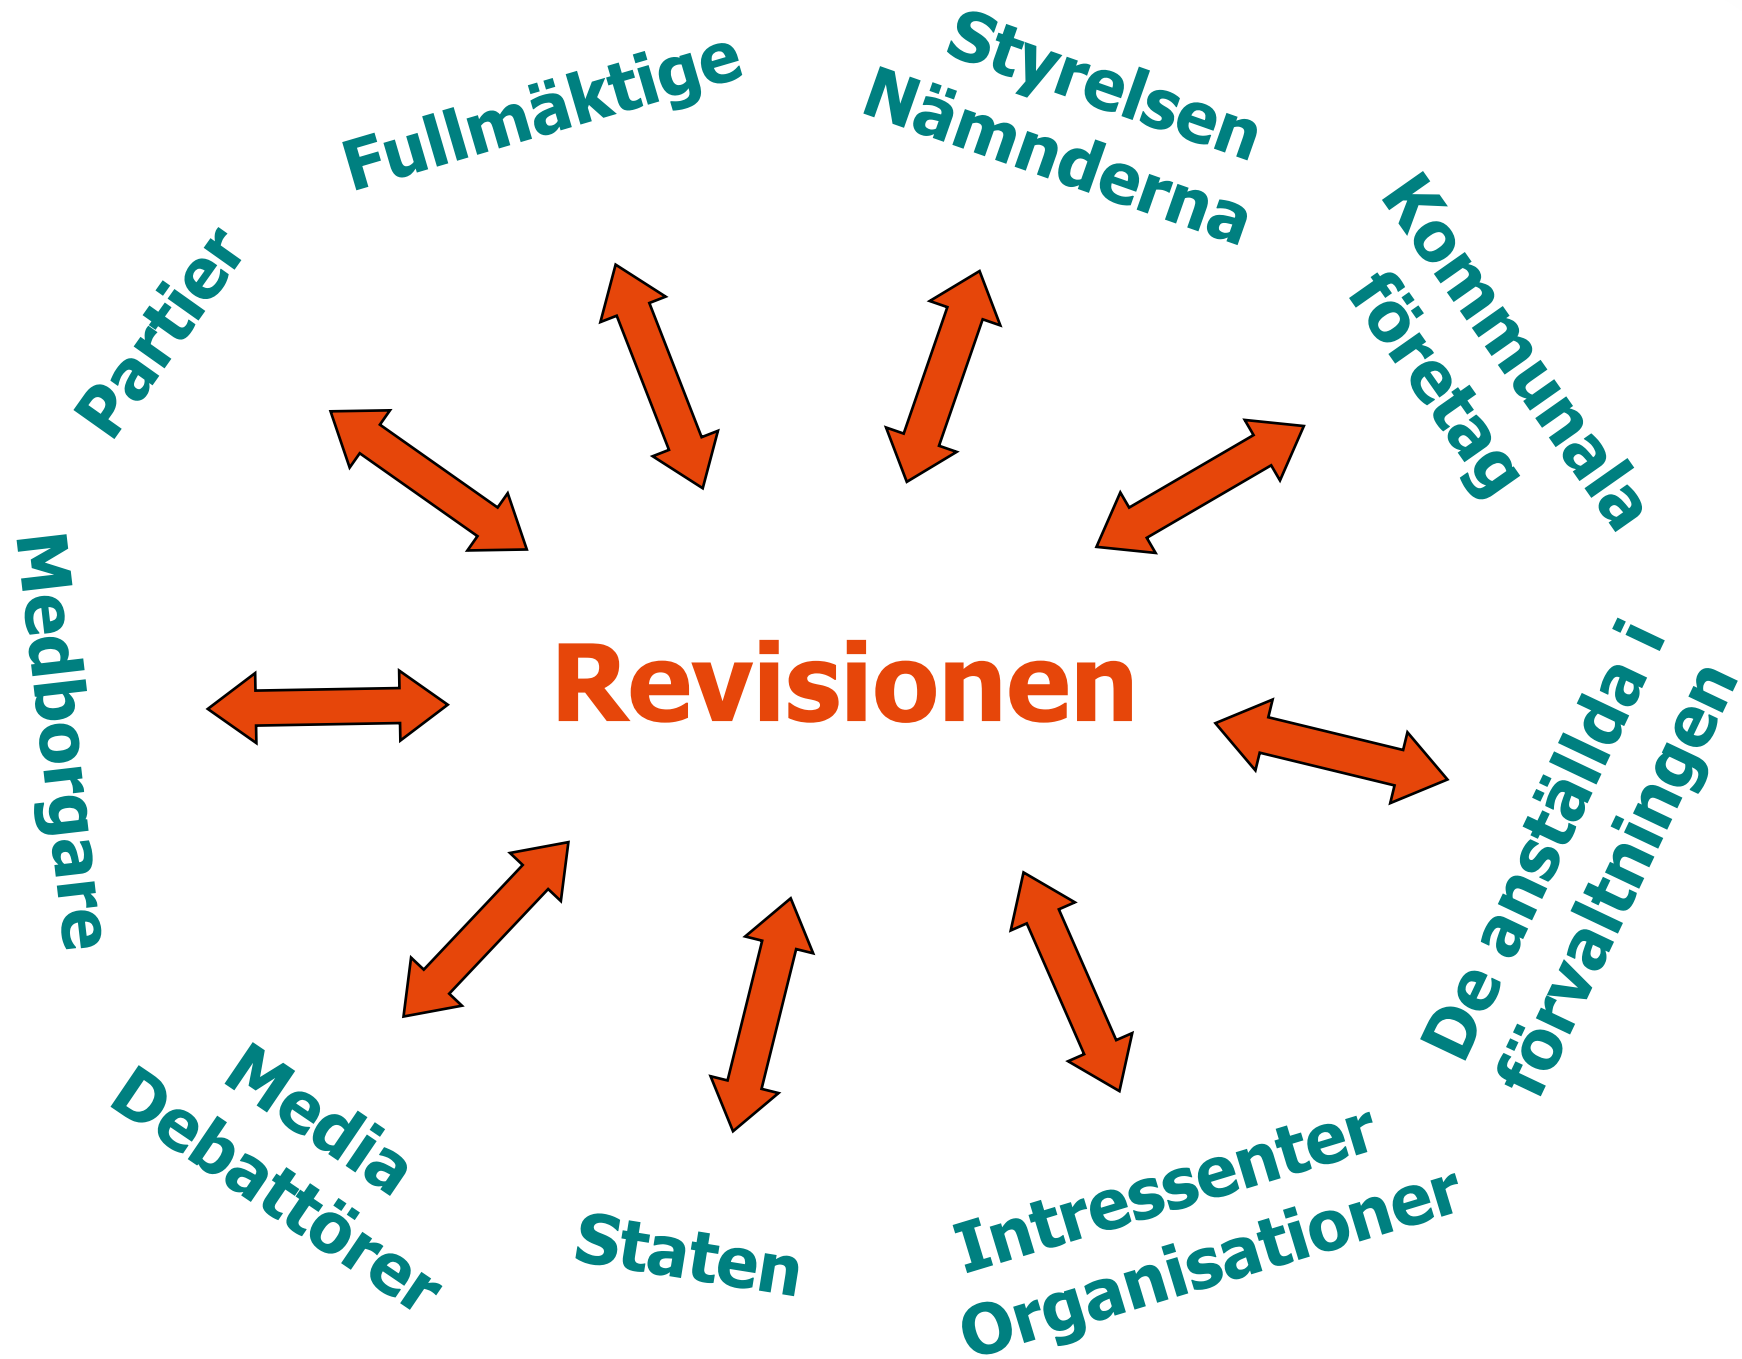 Styrelsen
Nämnderna
Fullmäktige
Kommunala
företag
Partier
Medborgare
Revisionen
De anställda i
förvaltningen
Media
Debattörer
Staten
Intressenter
Organisationer